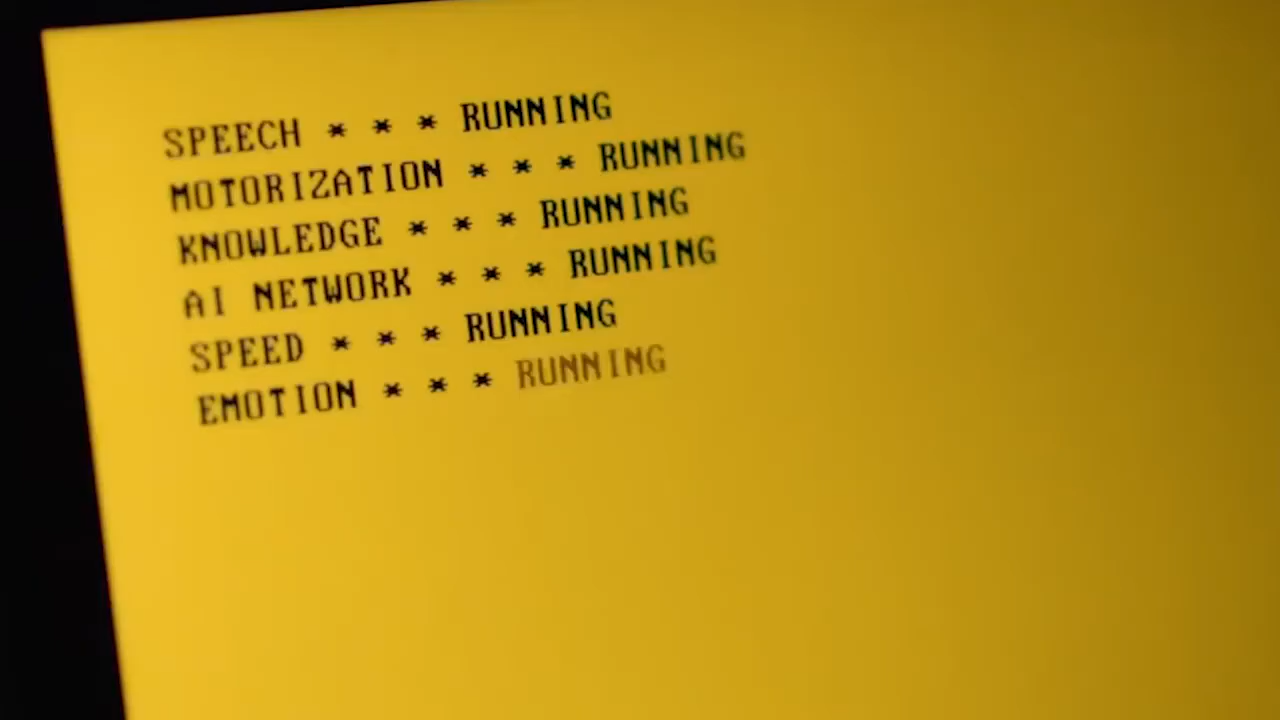 SPEECH * * * RUNNING
MOTORIZATION * * * RUNNING
KNOWLEDGE * * * RUNNING
AI NETWORK * * * RUNNING
SPEED * * * RUNNING
EMOTION * * * RUNNING